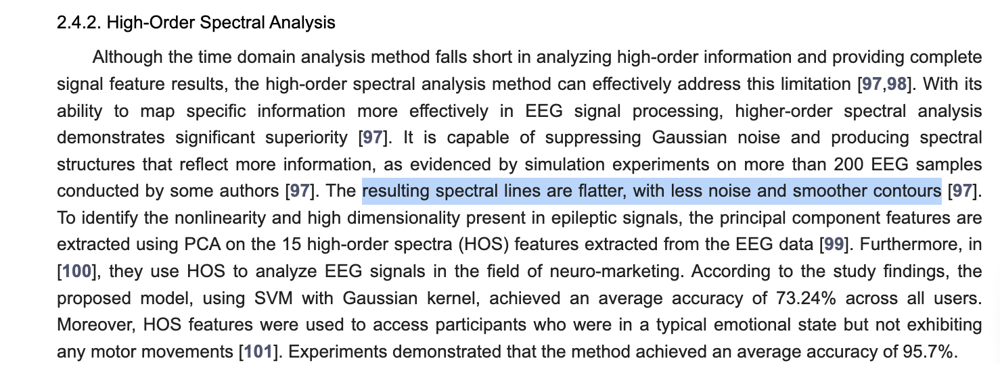 2.4.2. High-Order Spectral Analysis
Although the time domain analysis method falls short in analyzing high-order information and providing complete
signal feature results, the high-order spectral analysis method can effectively address this limitation [97,98]. With its
ability to map specific information more effectively in EEG signal processing, higher-order spectral analysis
demonstrates significant superiority [97]. It is capable of suppressing Gaussian noise and producing spectral
structures that reflect more information, as evidenced by simulation experiments on more than 200 EEG samples
conducted by some authors [97]. The resulting spectral lines are flatter, with less noise and smoother contours [97].
To identify the nonlinearity and high dimensionality present in epileptic signals, the principal component features are
extracted using PCA on the 15 high-order spectra (HOS) features extracted from the EEG data [99]. Furthermore, in
[100], they use HOS to analyze EEG signals in the field of neuro-marketing. According to the study findings, the
proposed model, using SVM with Gaussian kernel, achieved an average accuracy of 73.24% across all users.
Moreover, HOS features were used to access participants who were in a typical emotional state but not exhibiting
any motor movements [101]. Experiments demonstrated that the method achieved an average accuracy of 95.7%.